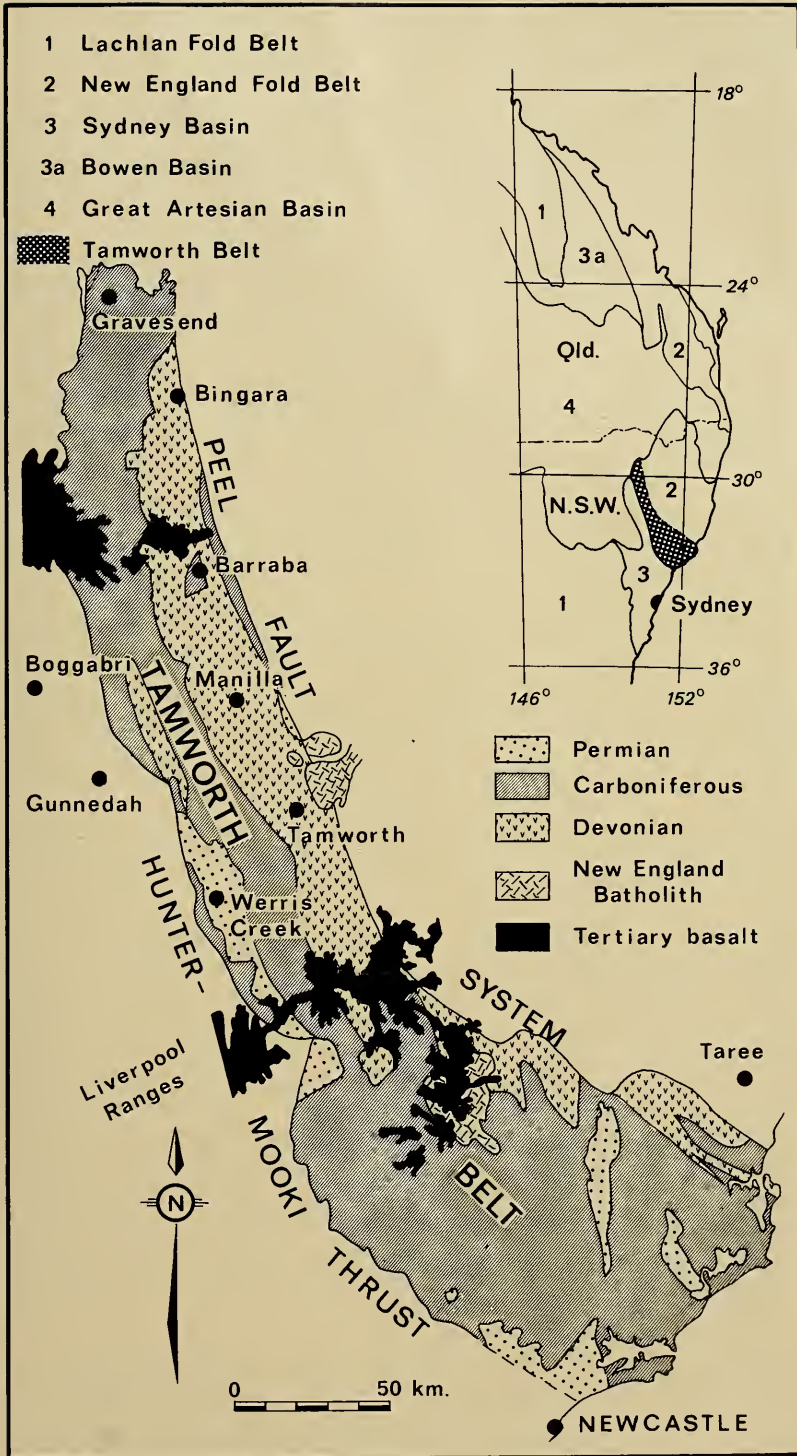 1 Lachlan Fold Belt
2 New England Fold Belt
3 Sydney Basin
3a Bowen Basin
4 Great Artesian Basin
Tamworth Belt
18°
1
3a
24°
Qld.
2
4
30°
N.S.W.
2
3
1
Sydney
36°
146°
152°
Gravesend
Bingara
PEEL
Barraba
FAULT
Boggabri
TAMWORTH
Manilla
Gunnedah
Tamworth
HUNTER-
Werris
Creek
SYSTEM
Permian
Carboniferous
Devonian
New England
Batholith
Tertiary basalt
Liverpool
Ranges
Taree
MOOKI
BELT
N
THRUST
0 50 km.
NEWCASTLE